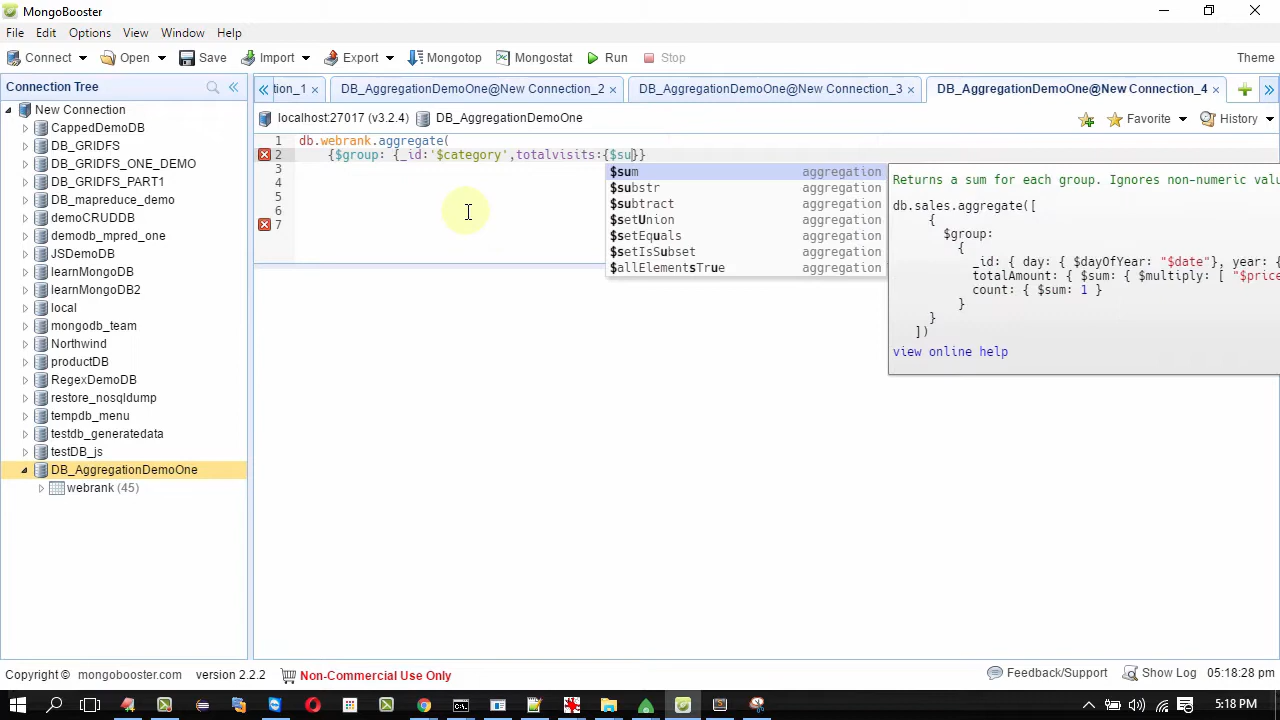 MongoBooster
File Edit Options View Window Help
Connect Open Save Import Export Mongotop Mongostat Run Stop Theme
Connection Tree
tion_1 DB_AggregationDemoOne@New Connection_2 DB_AggregationDemoOne@New Connection_3 DB_AggregationDemoOne@New Connection_4
localhost:27017 (v3.2.4) DB_AggregationDemoOne Favorite History
New Connection
CappedDemoDB
DB_GRIDFS
DB_GRIDFS_ONE_DEMO
DB_GRIDFS_PART1
DB_mapreduce_demo
demoCRUDDB
demodb_mpred_one
JSDemoDB
learnMongoDB
learnMongoDB2
local
mongodb_team
Northwind
productDB
RegexDemoDB
restore_nosqldump
tempdb_menu
testdb_generatedata
testDB_js
DB_AggregationDemoOne
webrank (45)
1 db.webrank.aggregate(
2 {$group: {_id:'$category',totalvisits:{$su}}
3
4
5
6
7
$sum aggregation
$substr aggregation
$subtract aggregation
$setUnion aggregation
$setEquals aggregation
$setIsSubset aggregation
$allElementsTrue aggregation
Returns a sum for each group. Ignores non-numeric valu
db.sales.aggregate([
{
$group:
{
_id: { day: { $dayOfYear: "$date"}, year: {
totalAmount: { $sum: { $multiply: [ "$price
count: { $sum: 1 }
}
}
])
view online help
Copyright © mongobooster.com version 2.2.2 Non-Commercial Use Only Feedback/Support Show Log 05:18:28 pm
5:18 PM